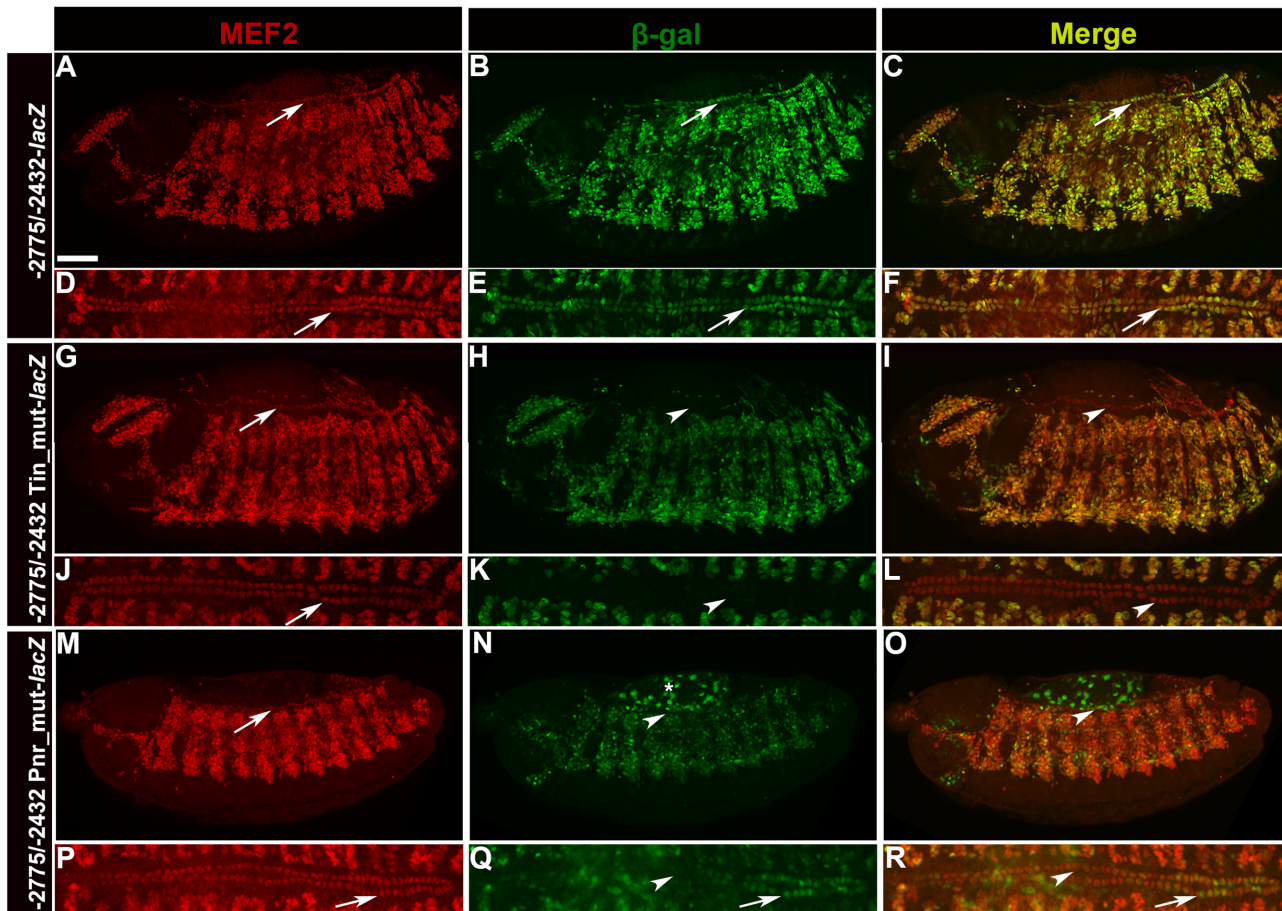 MEF2
β-gal
Merge
-2775/-2432-lacZ
A
B
C
D
E
F
-2775/-2432 Tin_mut-lacZ
G
H
I
J
K
L
-2775/-2432 Pnr_mut-lacZ
M
N
*
O
P
Q
R